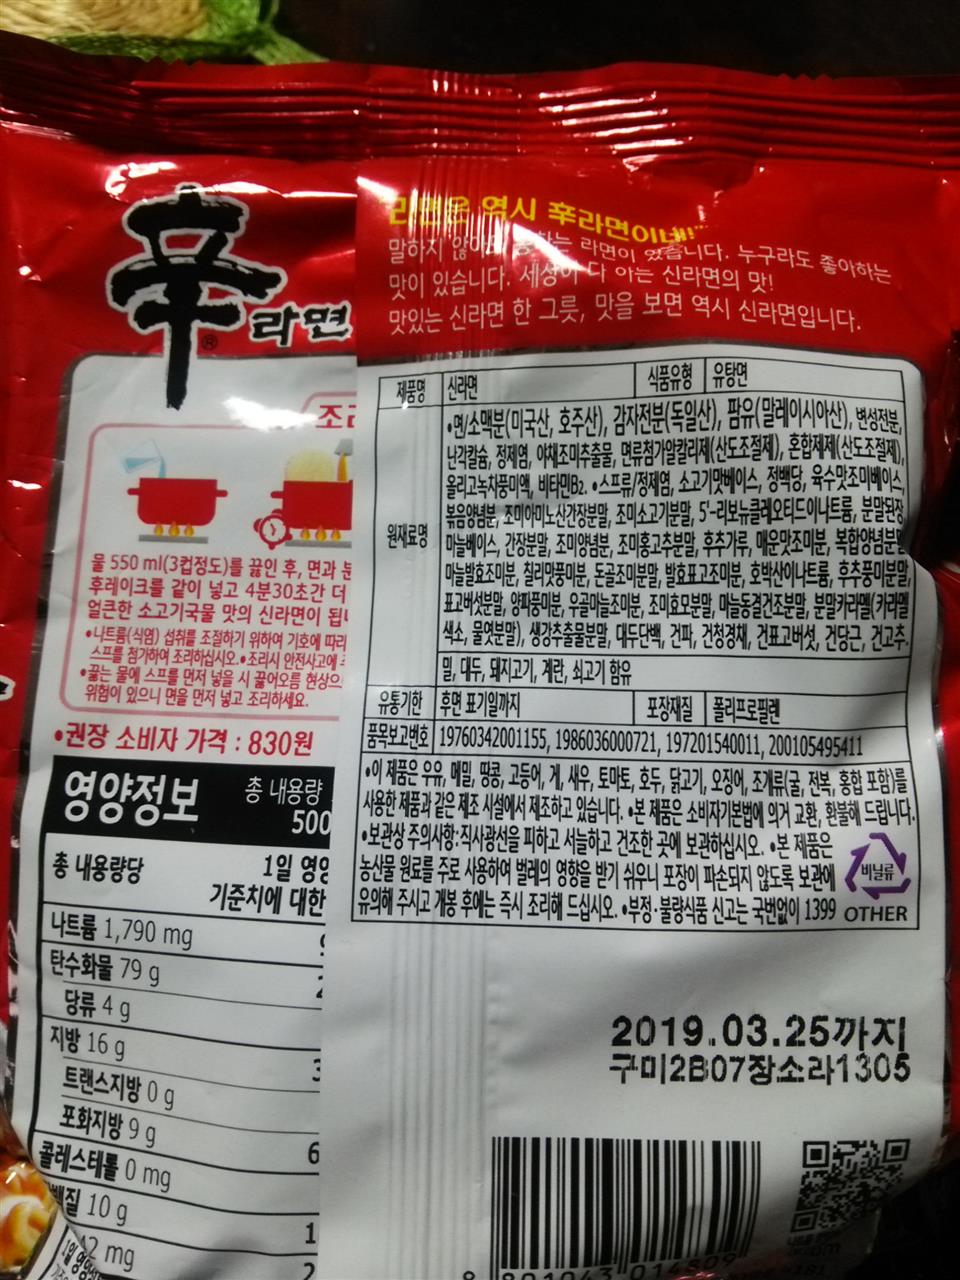 라면은 역시 辛라면이네!"
말하지 않아도 통하는 라면이 있습니다. 누구라도 좋아하는
맛이 있습니다. 세상이 다 아는 신라면의 맛!
맛있는 신라면 한 그릇, 맛을 보면 역시 신라면입니다.
辛라면
®
조리
물 550 ml(3컵정도)를 끓인 후, 면과 분
후레이크를 같이 넣고 4분30초간 더
얼큰한 소고기국물 맛의 신라면이 됩니
•나트륨(식염) 섭취를 조절하기 위하여 기호에 따라
스프를 첨가하여 조리하십시오. •조리시 안전사고에
•끓는 물에 스프를 먼저 넣을 시 끓어오름 현상으
위험이 있으니 면을 먼저 넣고 조리하세요.
•권장 소비자 가격 : 830원
영양정보 총 내용량
500
총 내용량당 1일 영양
기준치에 대한
나트륨 1,790 mg
탄수화물 79 g
당류 4 g
지방 16 g
트랜스지방 0 g
포화지방 9 g
콜레스테롤 0 mg
백질 10 g
2 mg
1일 영양
제품명 신라면 식품유형 유탕면
원재료명
•면/소맥분(미국산, 호주산), 감자전분(독일산), 팜유(말레이시아산), 변성전분,
난각칼슘, 정제염, 야채조미추출물, 면류첨가알칼리제(산도조절제), 혼합제제(산도조절제),
올리고녹차풍미액, 비타민B2. •스프류/정제염, 소고기맛베이스, 정백당, 육수맛조미베이스,
볶음양념분, 조미아미노산간장분말, 조미소고기분말, 5'-리보뉴클레오티드이나트륨, 분말된장,
마늘베이스, 간장분말, 조미양념분, 조미홍고추분말, 후추가루, 매운맛조미분, 복합양념분말,
마늘발효조미분, 칠리맛풍미분, 돈골조미분말, 발효표고조미분, 호박산이나트륨, 후추풍미분말,
표고버섯분말, 양파풍미분, 우골마늘조미분, 조미효모분말, 마늘동결건조분말, 분말카라멜(카라멜
색소, 물엿분말), 생강추출물분말, 대두단백, 건파, 건청경채, 건표고버섯, 건당근, 건고추.
밀, 대두, 돼지고기, 계란, 쇠고기 함유
유통기한 후면 표기일까지 포장재질 폴리프로필렌
품목보고번호 19760342001155, 1986036000721, 197201540011, 200105495411
•이 제품은 우유, 메밀, 땅콩, 고등어, 게, 새우, 토마토, 호두, 닭고기, 오징어, 조개류(굴, 전복, 홍합 포함)를
사용한 제품과 같은 제조 시설에서 제조하고 있습니다. •본 제품은 소비자기본법에 의거 교환, 환불해 드립니다.
•보관상 주의사항:직사광선을 피하고 서늘하고 건조한 곳에 보관하십시오. •본 제품은
농산물 원료를 주로 사용하여 벌레의 영향을 받기 쉬우니 포장이 파손되지 않도록 보관에
유의해 주시고 개봉 후에는 즉시 조리해 드십시오. •부정·불량식품 신고는 국번없이 1399
비닐류
OTHER
2019.03.25까지
구미2B07장소라1305
8 801043 014809